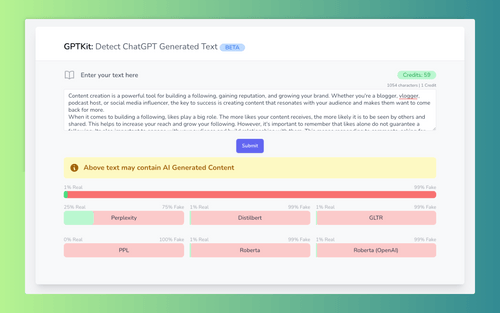 GPTKit: Detect ChatGPT Generated Text BETA
Enter your text here
Credits: 59
characters | 1 Credit
Content creation is a powerful tool for building a following, gaining reputation, and growing your brand. Whether you're a blogger, vlogger,
podcast host, or social media influencer, the key to success is creating content that resonates with your audience and makes them want to come
back for more.
When it comes to building a following, likes play a big role. The more likes your content receives, the more likely it is to be seen by others and
shared. This helps to increase your reach and grow your following. However, it's important to remember that likes alone do not guarantee a
Submit
Above text may contain AI Generated Content
1% Real 99% Fake
25% Real 75% Fake 1% Real 99% Fake 1% Real 99% Fake
Perplexity Distilbert GLTR
0% Real 100% Fake 1% Real 99% Fake 1% Real 99% Fake
PPL Roberta Roberta (OpenAI)